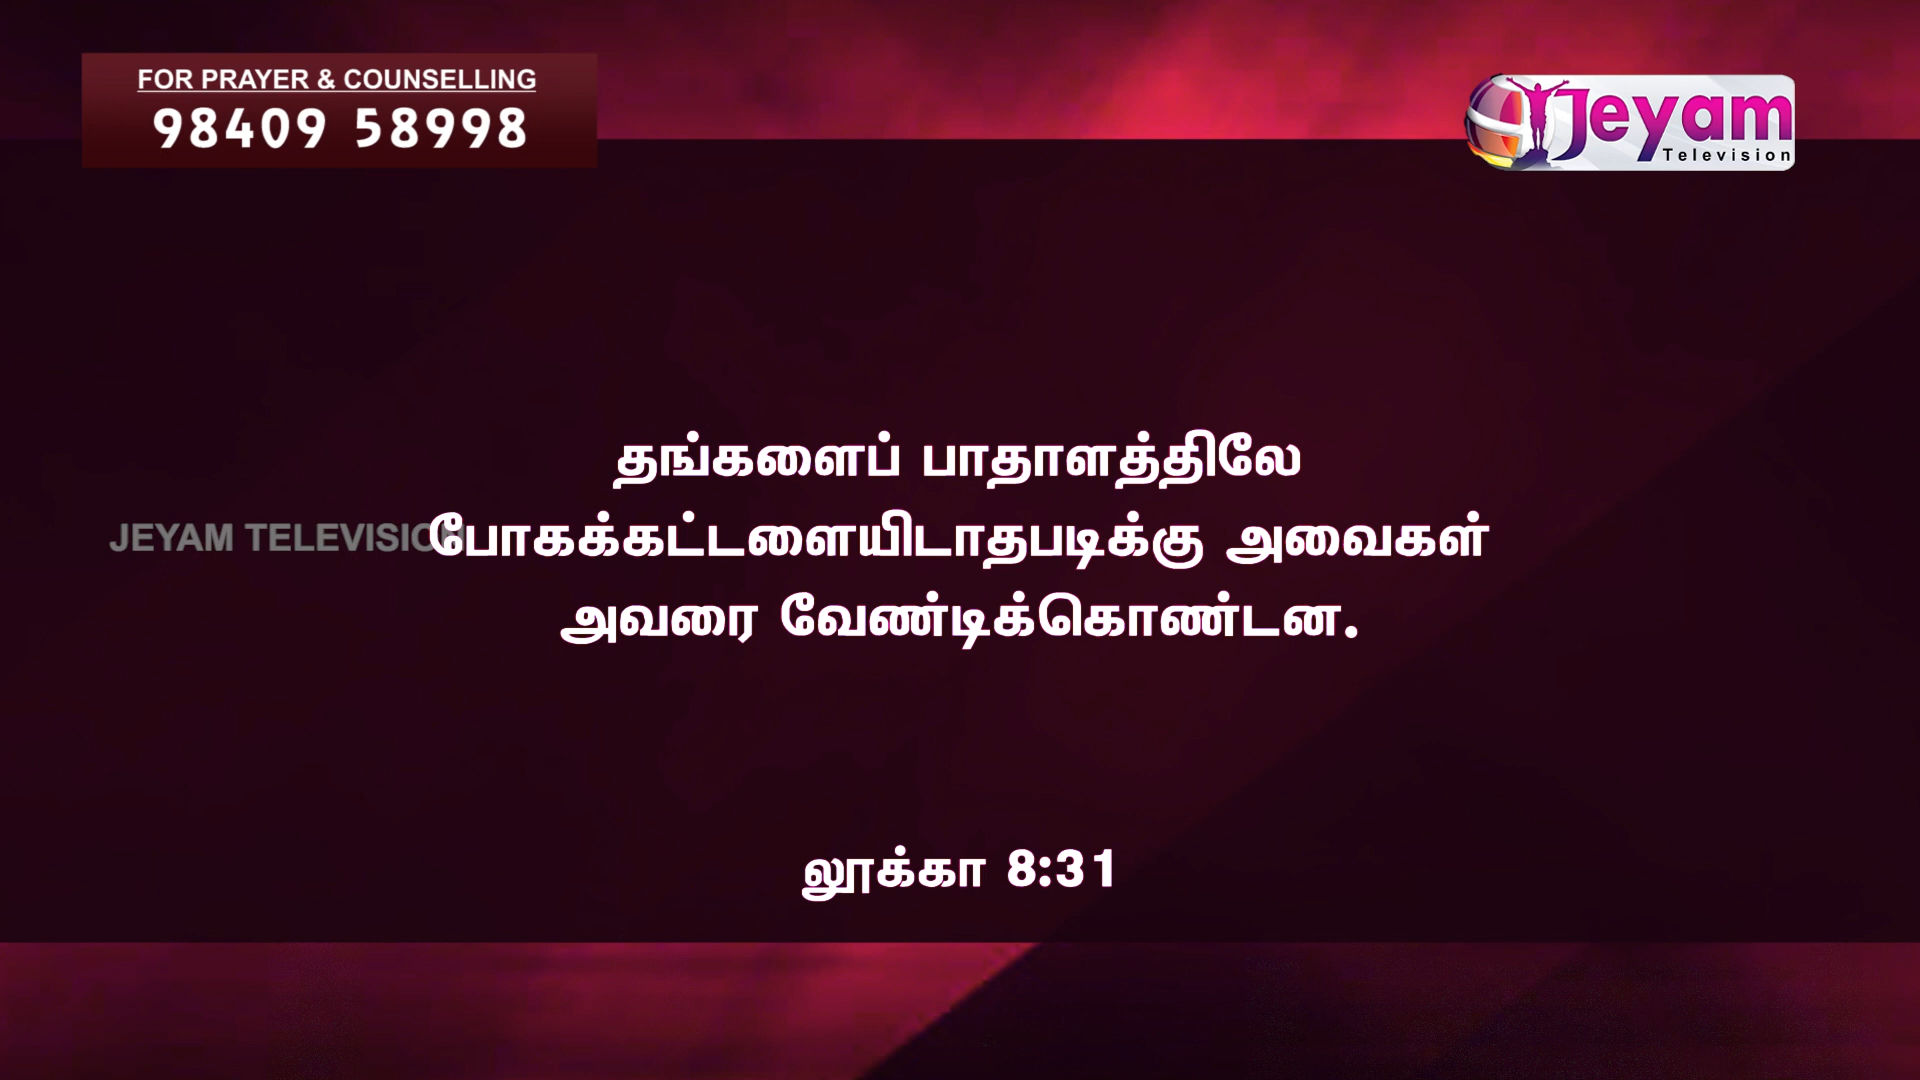 FOR PRAYER & COUNSELLING
98409 58998
Jeyam
Television
தங்களைப் பாதாளத்திலே
JEYAM TELEVISION
போகக்கட்டளையிடாதபடிக்கு அவைகள்
அவரை வேண்டிக்கொண்டன.
லூக்கா 8:31